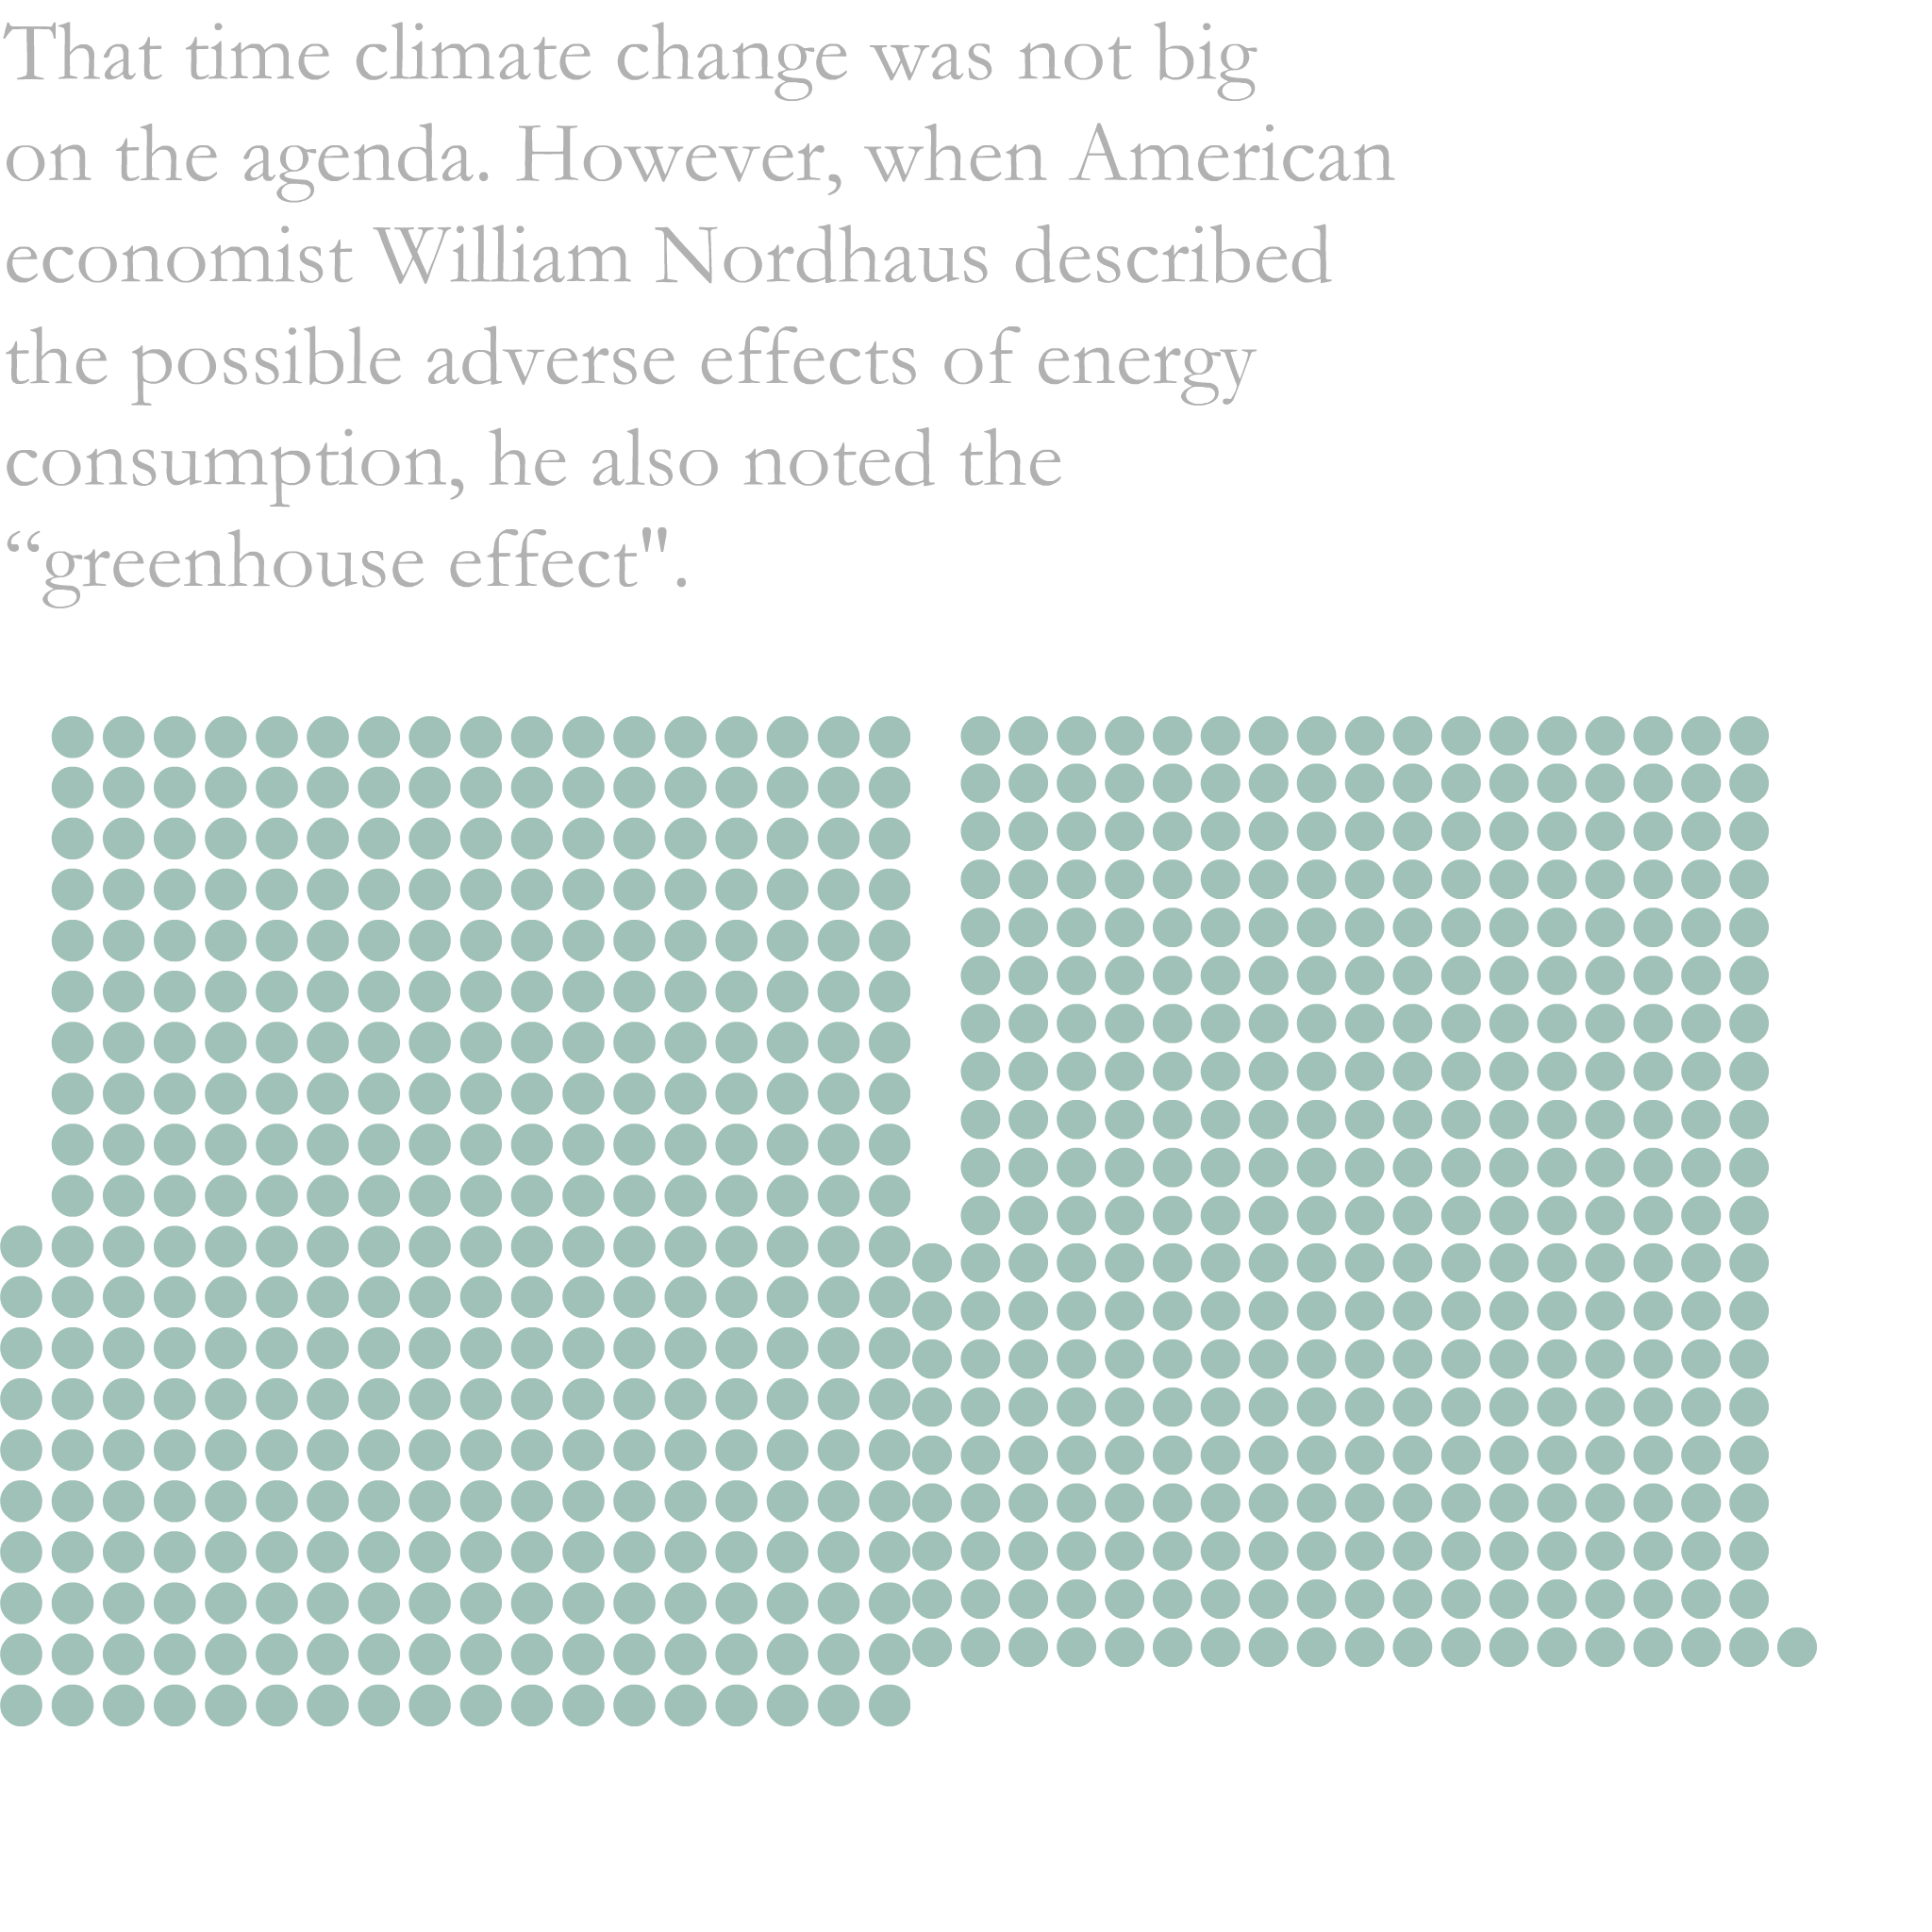 That time climate change was not big
on the agenda. However, when American
economist William Nordhaus described
the possible adverse effects of energy
consumption, he also noted the
“greenhouse effect".